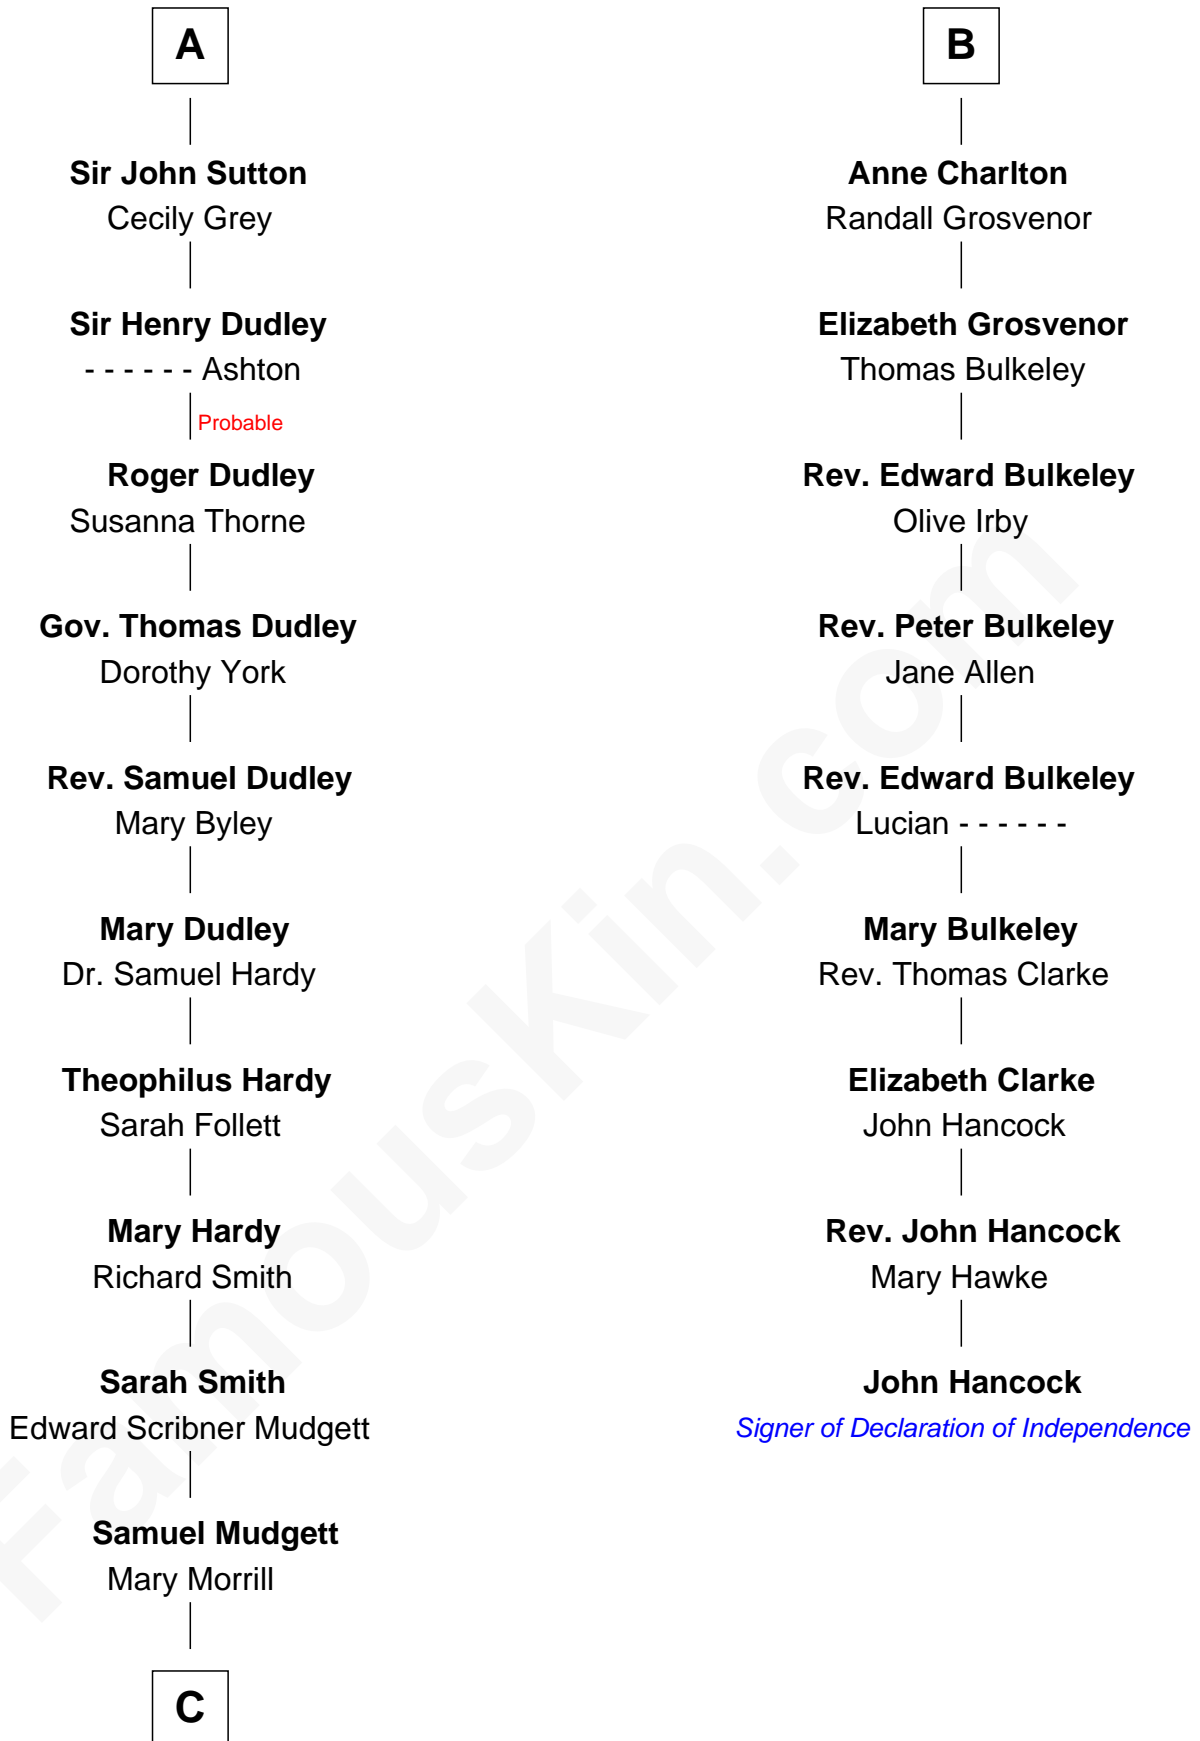 A
Sir John Sutton
Cecily Grey
Sir Henry Dudley
- - - - - - Ashton
Probable
Roger Dudley
Susanna Thorne
Gov. Thomas Dudley
Dorothy York
Rev. Samuel Dudley
Mary Byley
Mary Dudley
Dr. Samuel Hardy
Theophilus Hardy
Sarah Follett
Mary Hardy
Richard Smith
Sarah Smith
Edward Scribner Mudgett
Samuel Mudgett
Mary Morrill
C
B
Anne Charlton
Randall Grosvenor
Elizabeth Grosvenor
Thomas Bulkeley
Rev. Edward Bulkeley
Olive Irby
Rev. Peter Bulkeley
Jane Allen
Rev. Edward Bulkeley
Lucian - - - - - -
Mary Bulkeley
Rev. Thomas Clarke
Elizabeth Clarke
John Hancock
Rev. John Hancock
Mary Hawke
John Hancock
Signer of Declaration of Independence
FamousKin.com